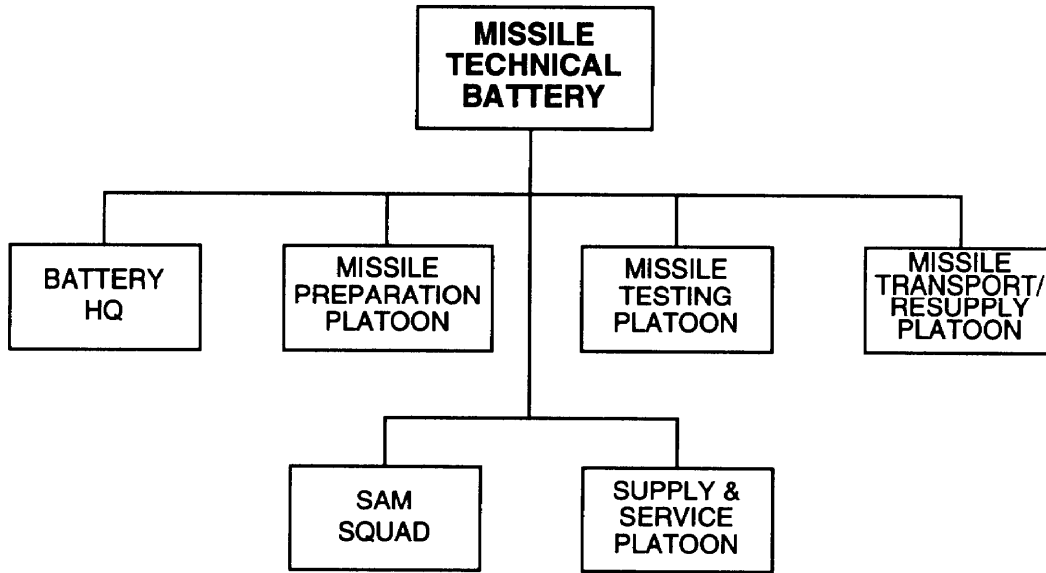 MISSILE
TECHNICAL
BATTERY
BATTERY
HQ
MISSILE
PREPARATION
PLATOON
MISSILE
TESTING
PLATOON
MISSILE
TRANSPORT/
RESUPPLY
PLATOON
SAM
SQUAD
SUPPLY &
SERVICE
PLATOON